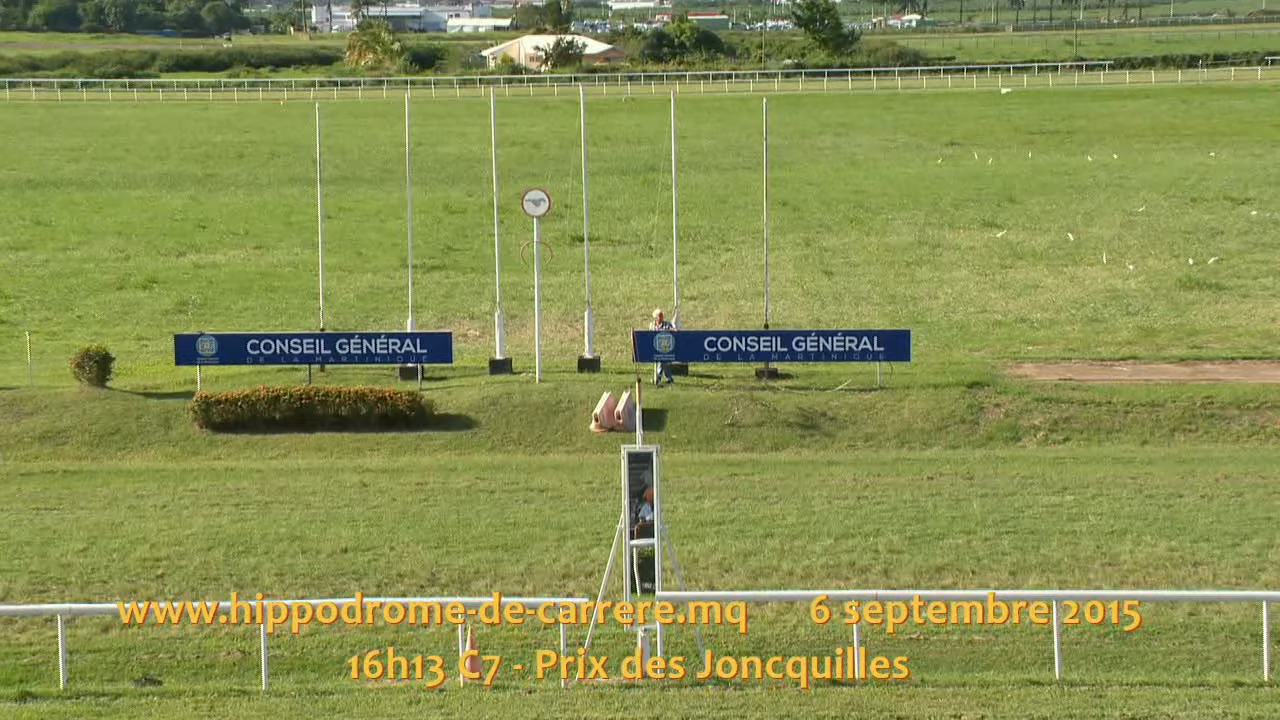 CONSEIL GÉNÉRAL
DE LA MARTINIQUE
CONSEIL GÉNÉRAL
DE LA MARTINIQUE
www.hippodrome-de-carrere.mq 6 septembre 2015
16h13 C7 - Prix des Joncquilles